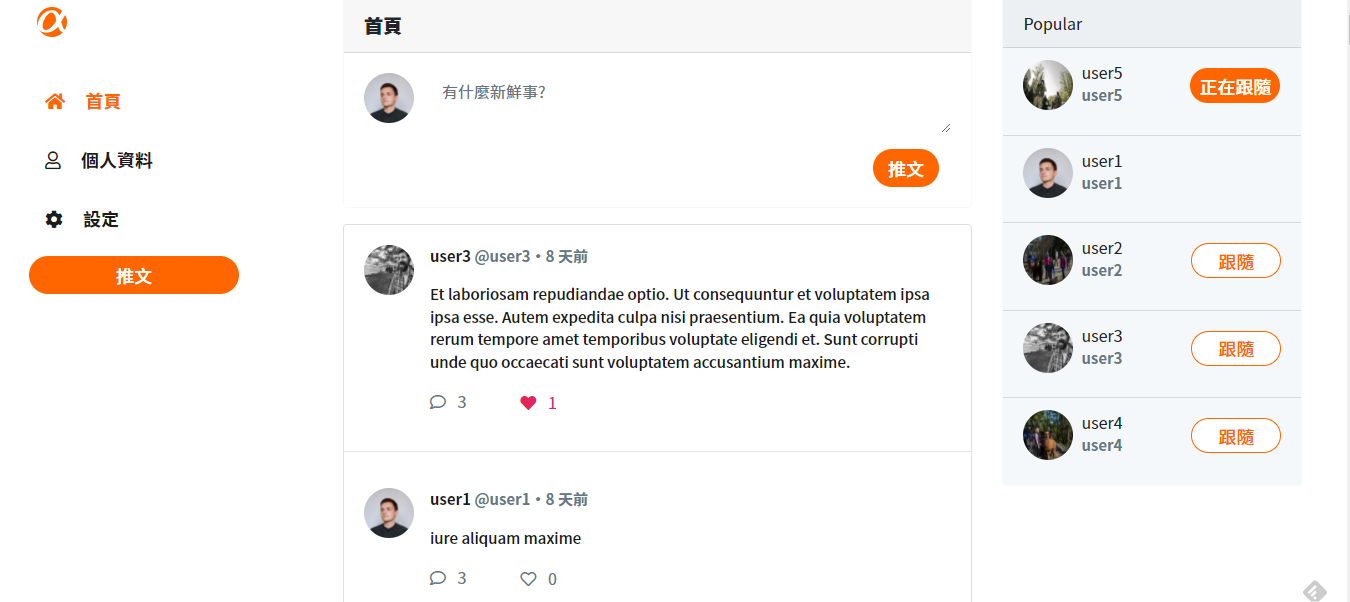 首頁
個人資料
設定
推文
首頁
有什麼新鮮事?
推文
user3 @user3・8 天前
Et laboriosam repudiandae optio. Ut consequuntur et voluptatem ipsa
ipsa esse. Autem expedita culpa nisi praesentium. Ea quia voluptatem
rerum tempore amet temporibus voluptate eligendi et. Sunt corrupti
unde quo occaecati sunt voluptatem accusantium maxime.
3 1
user1 @user1・8 天前
iure aliquam maxime
3 0
Popular
user5
user5
正在跟隨
user1
user1
user2
user2
跟隨
user3
user3
跟隨
user4
user4
跟隨